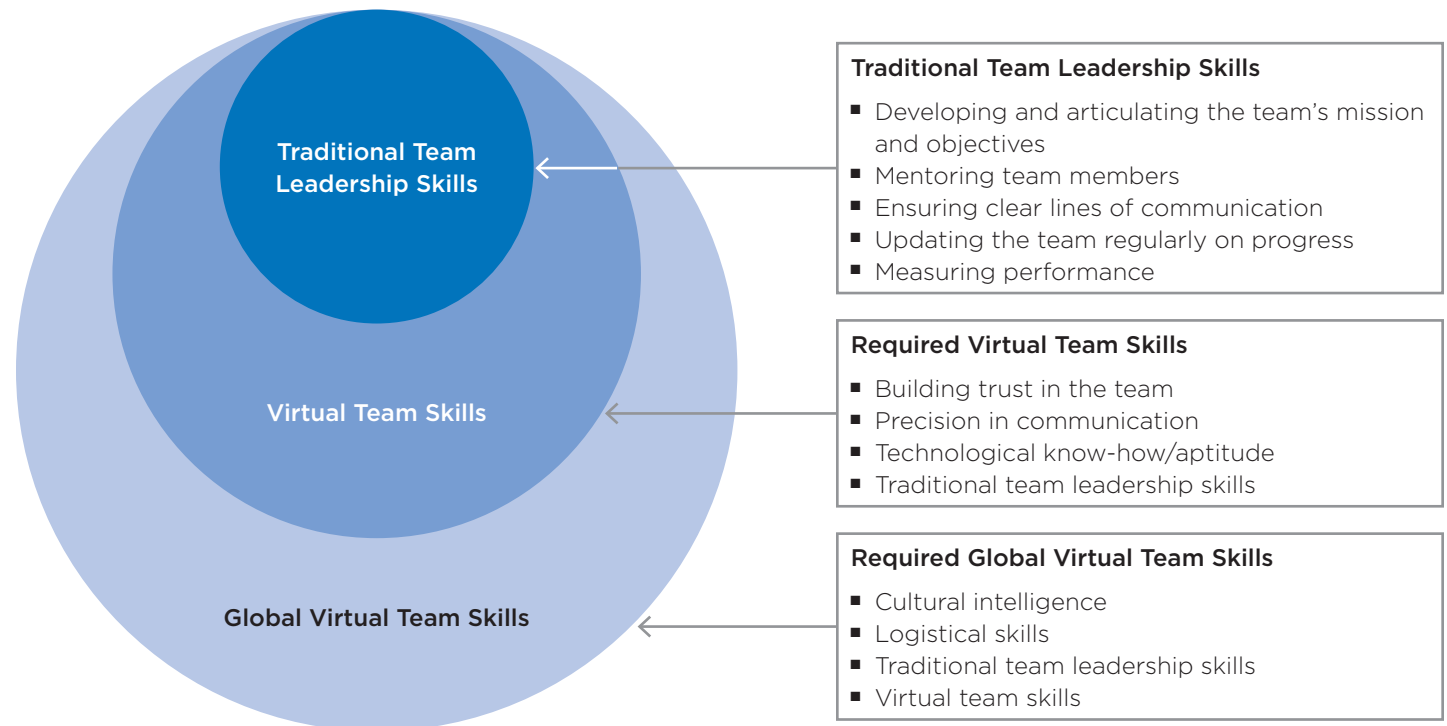 Traditional Team
Leadership Skills
Virtual Team Skills
Global Virtual Team Skills
Traditional Team Leadership Skills
■ Developing and articulating the team’s mission
and objectives
■ Mentoring team members
■ Ensuring clear lines of communication
■ Updating the team regularly on progress
■ Measuring performance
Required Virtual Team Skills
■ Building trust in the team
■ Precision in communication
■ Technological know-how/aptitude
■ Traditional team leadership skills
Required Global Virtual Team Skills
■ Cultural intelligence
■ Logistical skills
■ Traditional team leadership skills
■ Virtual team skills